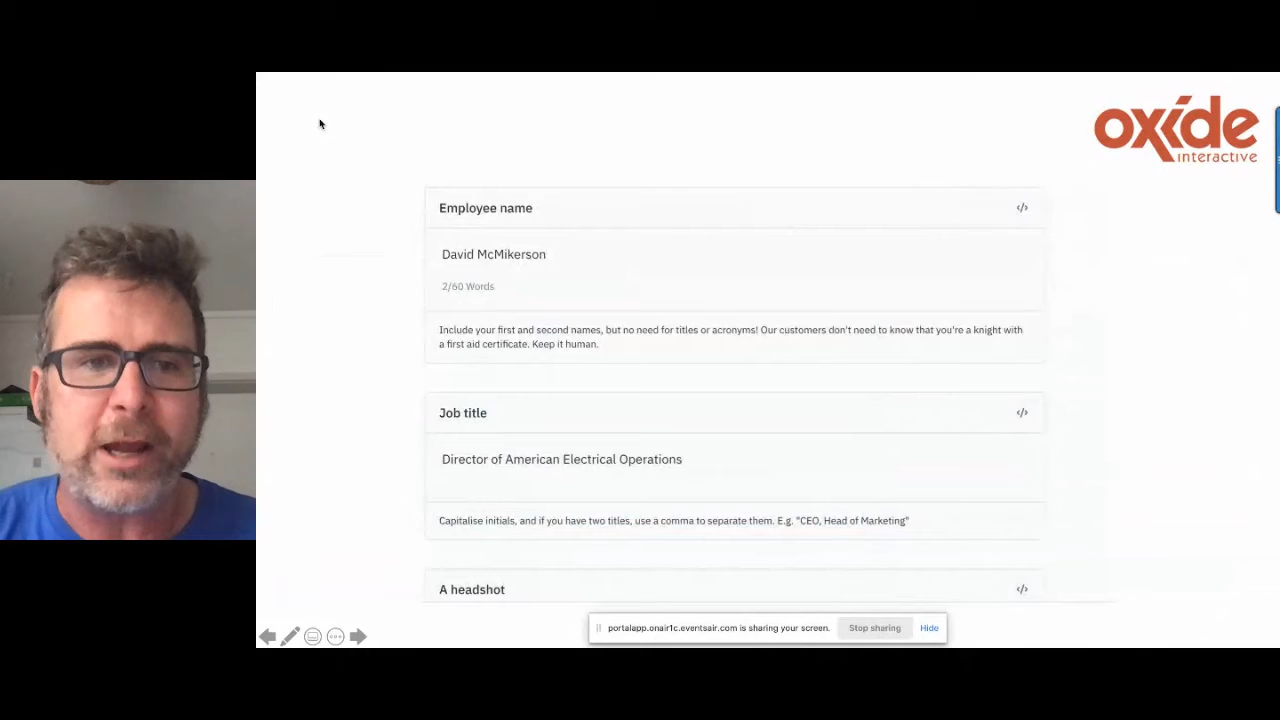 oxide
interactive
Employee name
</>
David McMikerson
2/60 Words
Include your first and second names, but no need for titles or acronyms! Our customers don't need to know that you're a knight with
a first aid certificate. Keep it human.
Job title
</>
Director of American Electrical Operations
Capitalise initials, and if you have two titles, use a comma to separate them. E.g. "CEO, Head of Marketing"
A headshot
</>
portalapp.onair1c.eventsair.com is sharing your screen.
Stop sharing
Hide